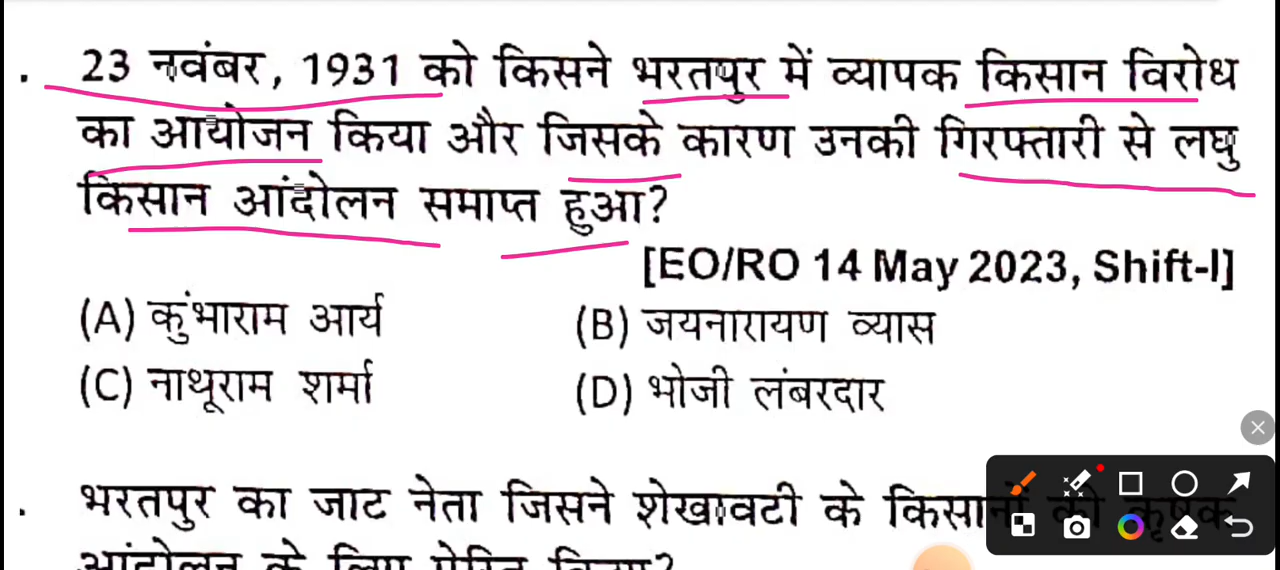 . 23 नवंबर, 1931 को किसने भरतपुर में व्यापक किसान विरोध
का आयोजन किया और जिसके कारण उनकी गिरफ्तारी से लघु
किसान आंदोलन समाप्त हुआ?
[EO/RO 14 May 2023, Shift-I]
(A) कुंभाराम आर्य (B) जयनारायण व्यास
(C) नाथूराम शर्मा (D) भोजी लंबरदार
. भरतपुर का जाट नेता जिसने शेखावटी के किसानों को कृषक
आंदोलन के लिए प्रेरित किया?